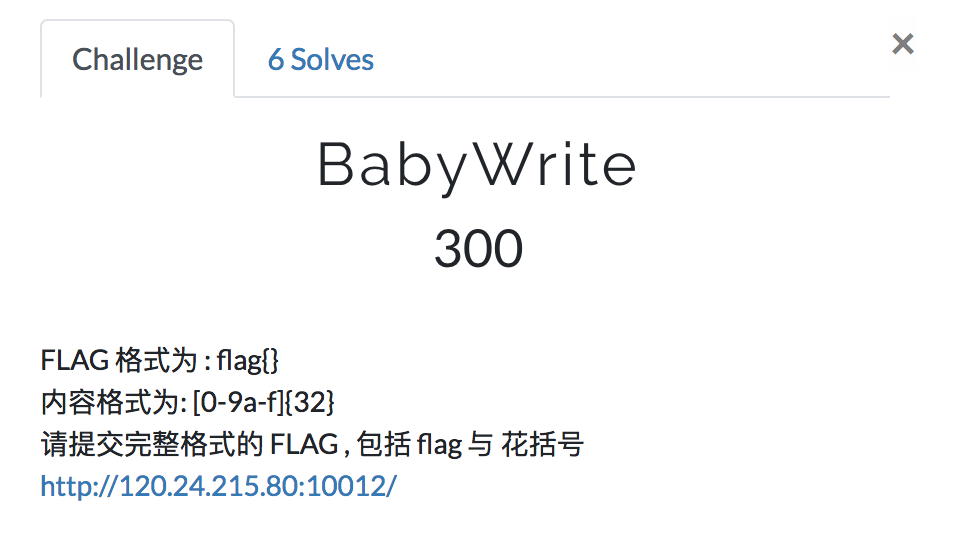 Challenge
6 Solves
×
BabyWrite
300
FLAG 格式为 : flag{}
内容格式为: [0-9a-f]{32}
请提交完整格式的 FLAG , 包括 flag 与 花括号
http://120.24.215.80:10012/